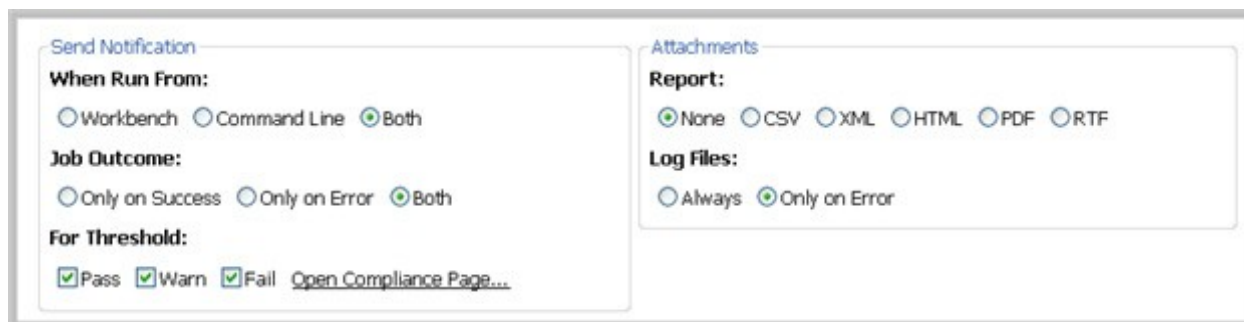 Send Notification
When Run From:
Workbench Command Line Both
Job Outcome:
Only on Success Only on Error Both
For Threshold:
Pass Warn Fail Open Compliance Page...
Attachments
Report:
None CSV XML HTML PDF RTF
Log Files:
Always Only on Error